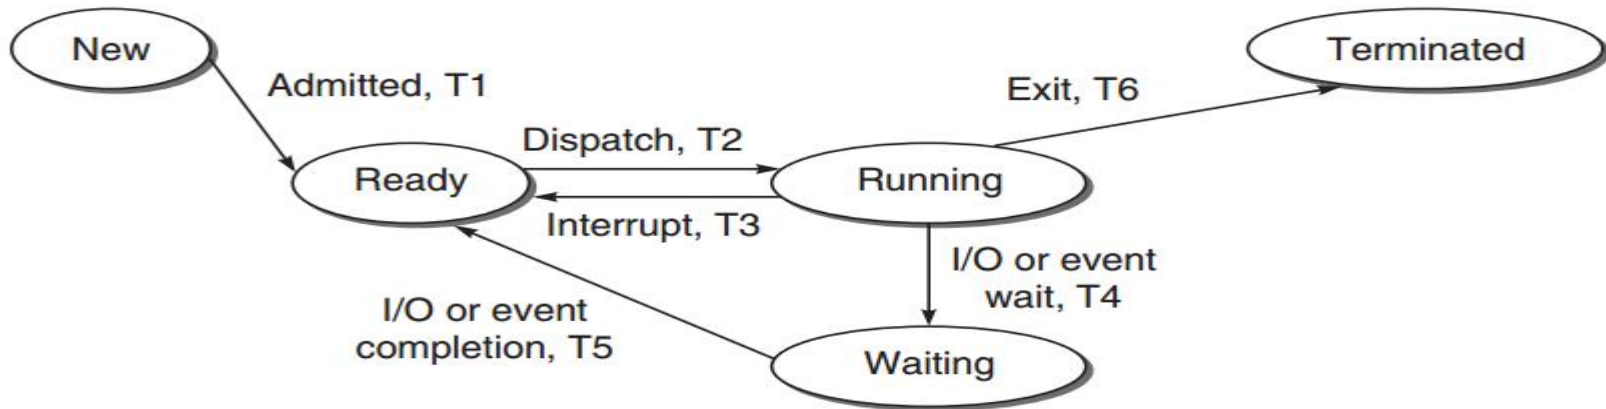 New
Terminated
Admitted, T1
Exit, T6
Dispatch, T2
Ready
Running
Interrupt, T3
I/O or event
wait, T4
I/O or event
completion, T5
Waiting